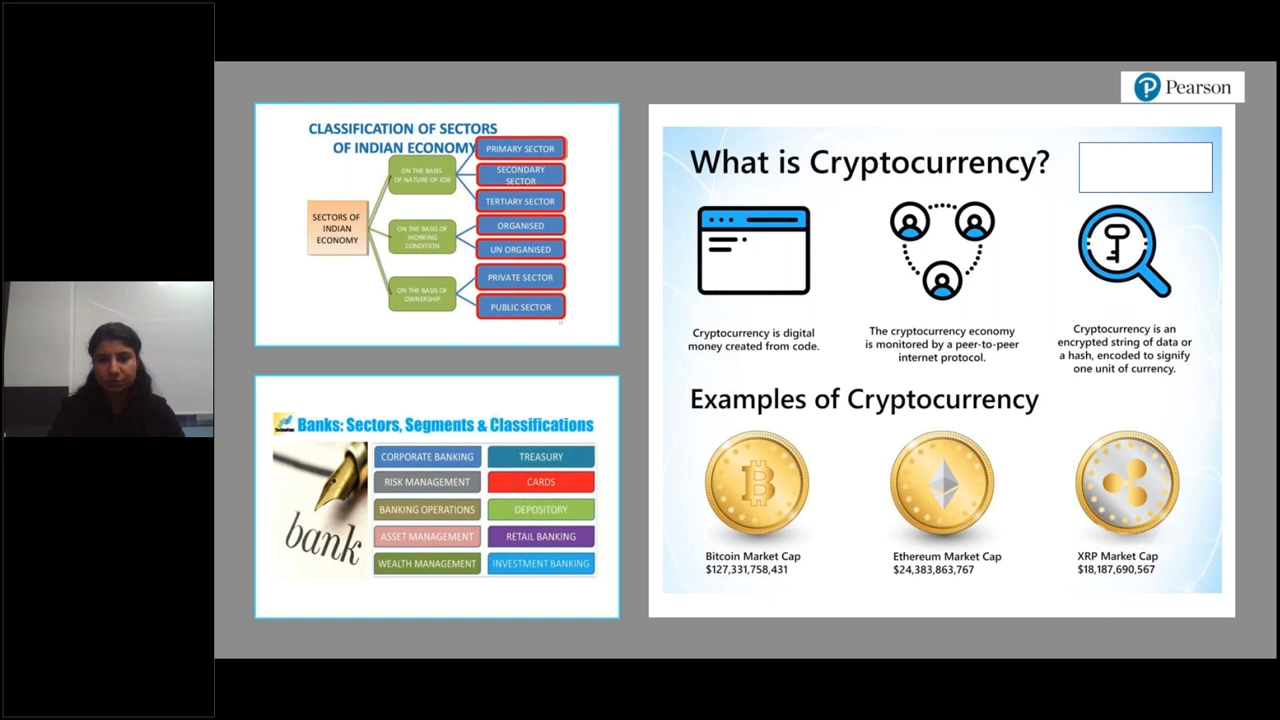 Pearson
CLASSIFICATION OF SECTORS
OF INDIAN ECONOMY
SECTORS OF
INDIAN
ECONOMY
ON THE BASIS
OF NATURE OF JOB
PRIMARY SECTOR
SECONDARY
SECTOR
TERTIARY SECTOR
ON THE BASIS OF
WORKING
CONDITION
ORGANISED
UN ORGANISED
ON THE BASIS OF
OWNERSHIP
PRIVATE SECTOR
PUBLIC SECTOR
Banks: Sectors, Segments & Classifications
bank
CORPORATE BANKING
TREASURY
RISK MANAGEMENT
CARDS
BANKING OPERATIONS
DEPOSITORY
ASSET MANAGEMENT
RETAIL BANKING
WEALTH MANAGEMENT
INVESTMENT BANKING
What is Cryptocurrency?
Cryptocurrency is digital
money created from code.
The cryptocurrency economy
is monitored by a peer-to-peer
internet protocol.
Cryptocurrency is an
encrypted string of data or
a hash, encoded to signify
one unit of currency.
Examples of Cryptocurrency
Bitcoin Market Cap
$127,331,758,431
Ethereum Market Cap
$24,383,863,767
XRP Market Cap
$18,187,690,567